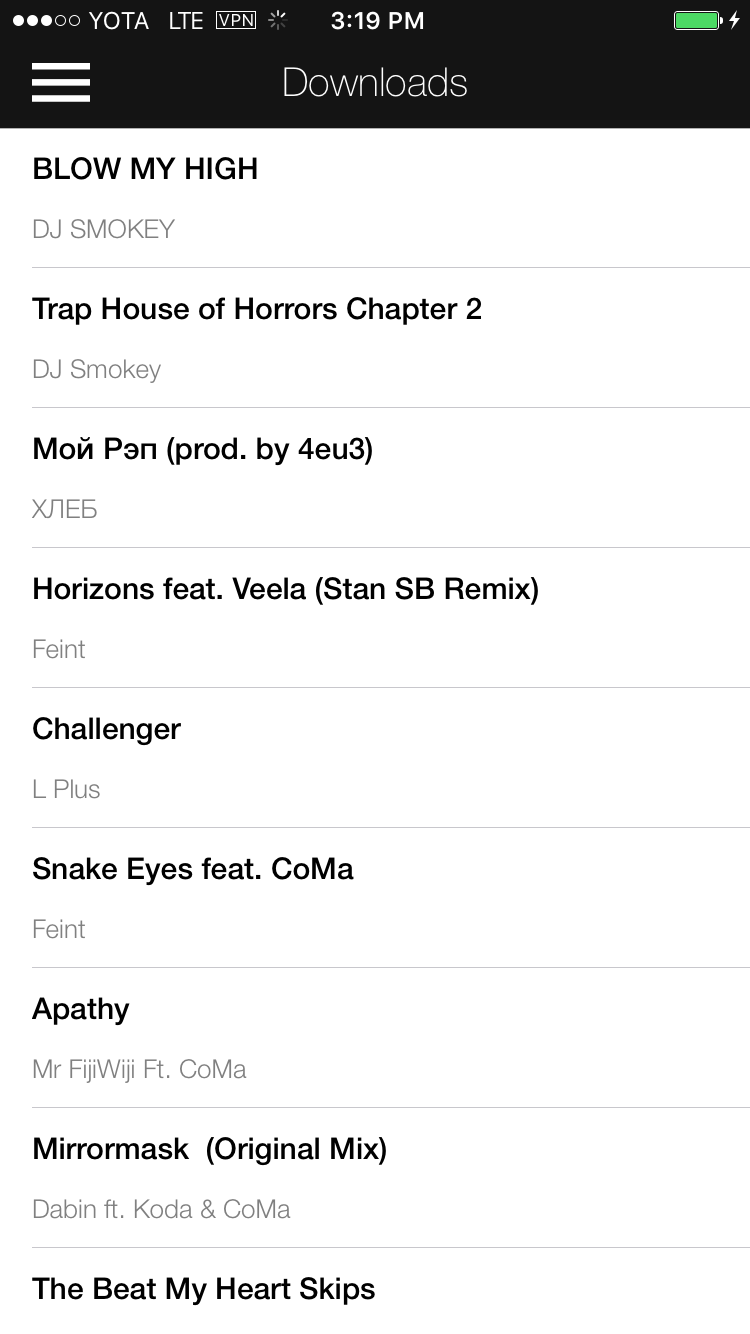 YOTA LTE VPN 3:19 PM
Downloads
BLOW MY HIGH
DJ SMOKEY
Trap House of Horrors Chapter 2
DJ Smokey
Мой Рэп (prod. by 4eu3)
ХЛЕБ
Horizons feat. Veela (Stan SB Remix)
Feint
Challenger
L Plus
Snake Eyes feat. CoMa
Feint
Apathy
Mr FijiWiji Ft. CoMa
Mirrormask  (Original Mix)
Dabin ft. Koda & CoMa
The Beat My Heart Skips